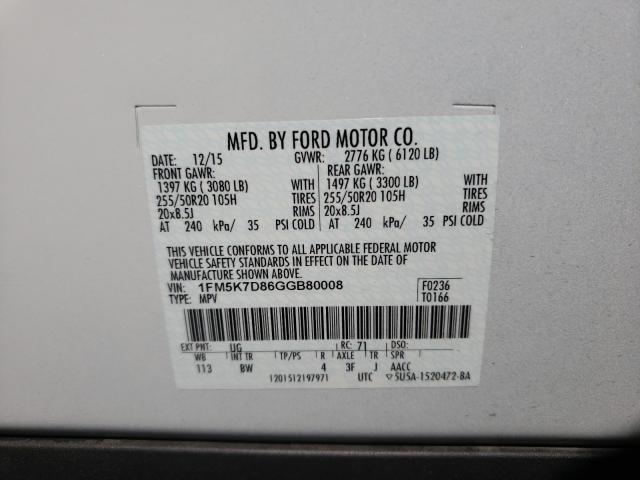 MFD. BY FORD MOTOR CO.
DATE: 12/15 GVWR: 2776 KG ( 6120 LB)
FRONT GAWR: REAR GAWR:
1397 KG ( 3080 LB) WITH 1497 KG ( 3300 LB) WITH
255/50R20 105H TIRES 255/50R20 105H TIRES
20x8.5J RIMS 20x8.5J RIMS
AT 240 kPa/ 35 PSI COLD AT 240 kPa/ 35 PSI COLD
THIS VEHICLE CONFORMS TO ALL APPLICABLE FEDERAL MOTOR
VEHICLE SAFETY STANDARDS IN EFFECT ON THE DATE OF
MANUFACTURE SHOWN ABOVE.
VIN: 1FM5K7D86GGB80008 F0236
TYPE: MPV T0166
EXT PNT: UG RC: 71 DSO:
WB INT TR TP/PS R AXLE TR SPR
113 BW 4 3F J AACC
1201512197971 UTC ▽5U5A-1520472-BA